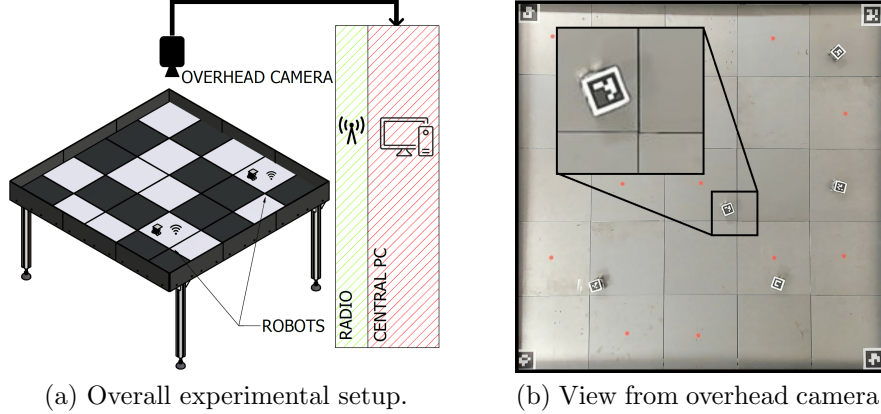 OVERHEAD CAMERA
RADIO
CENTRAL PC
ROBOTS
(a) Overall experimental setup.
(b) View from overhead camera